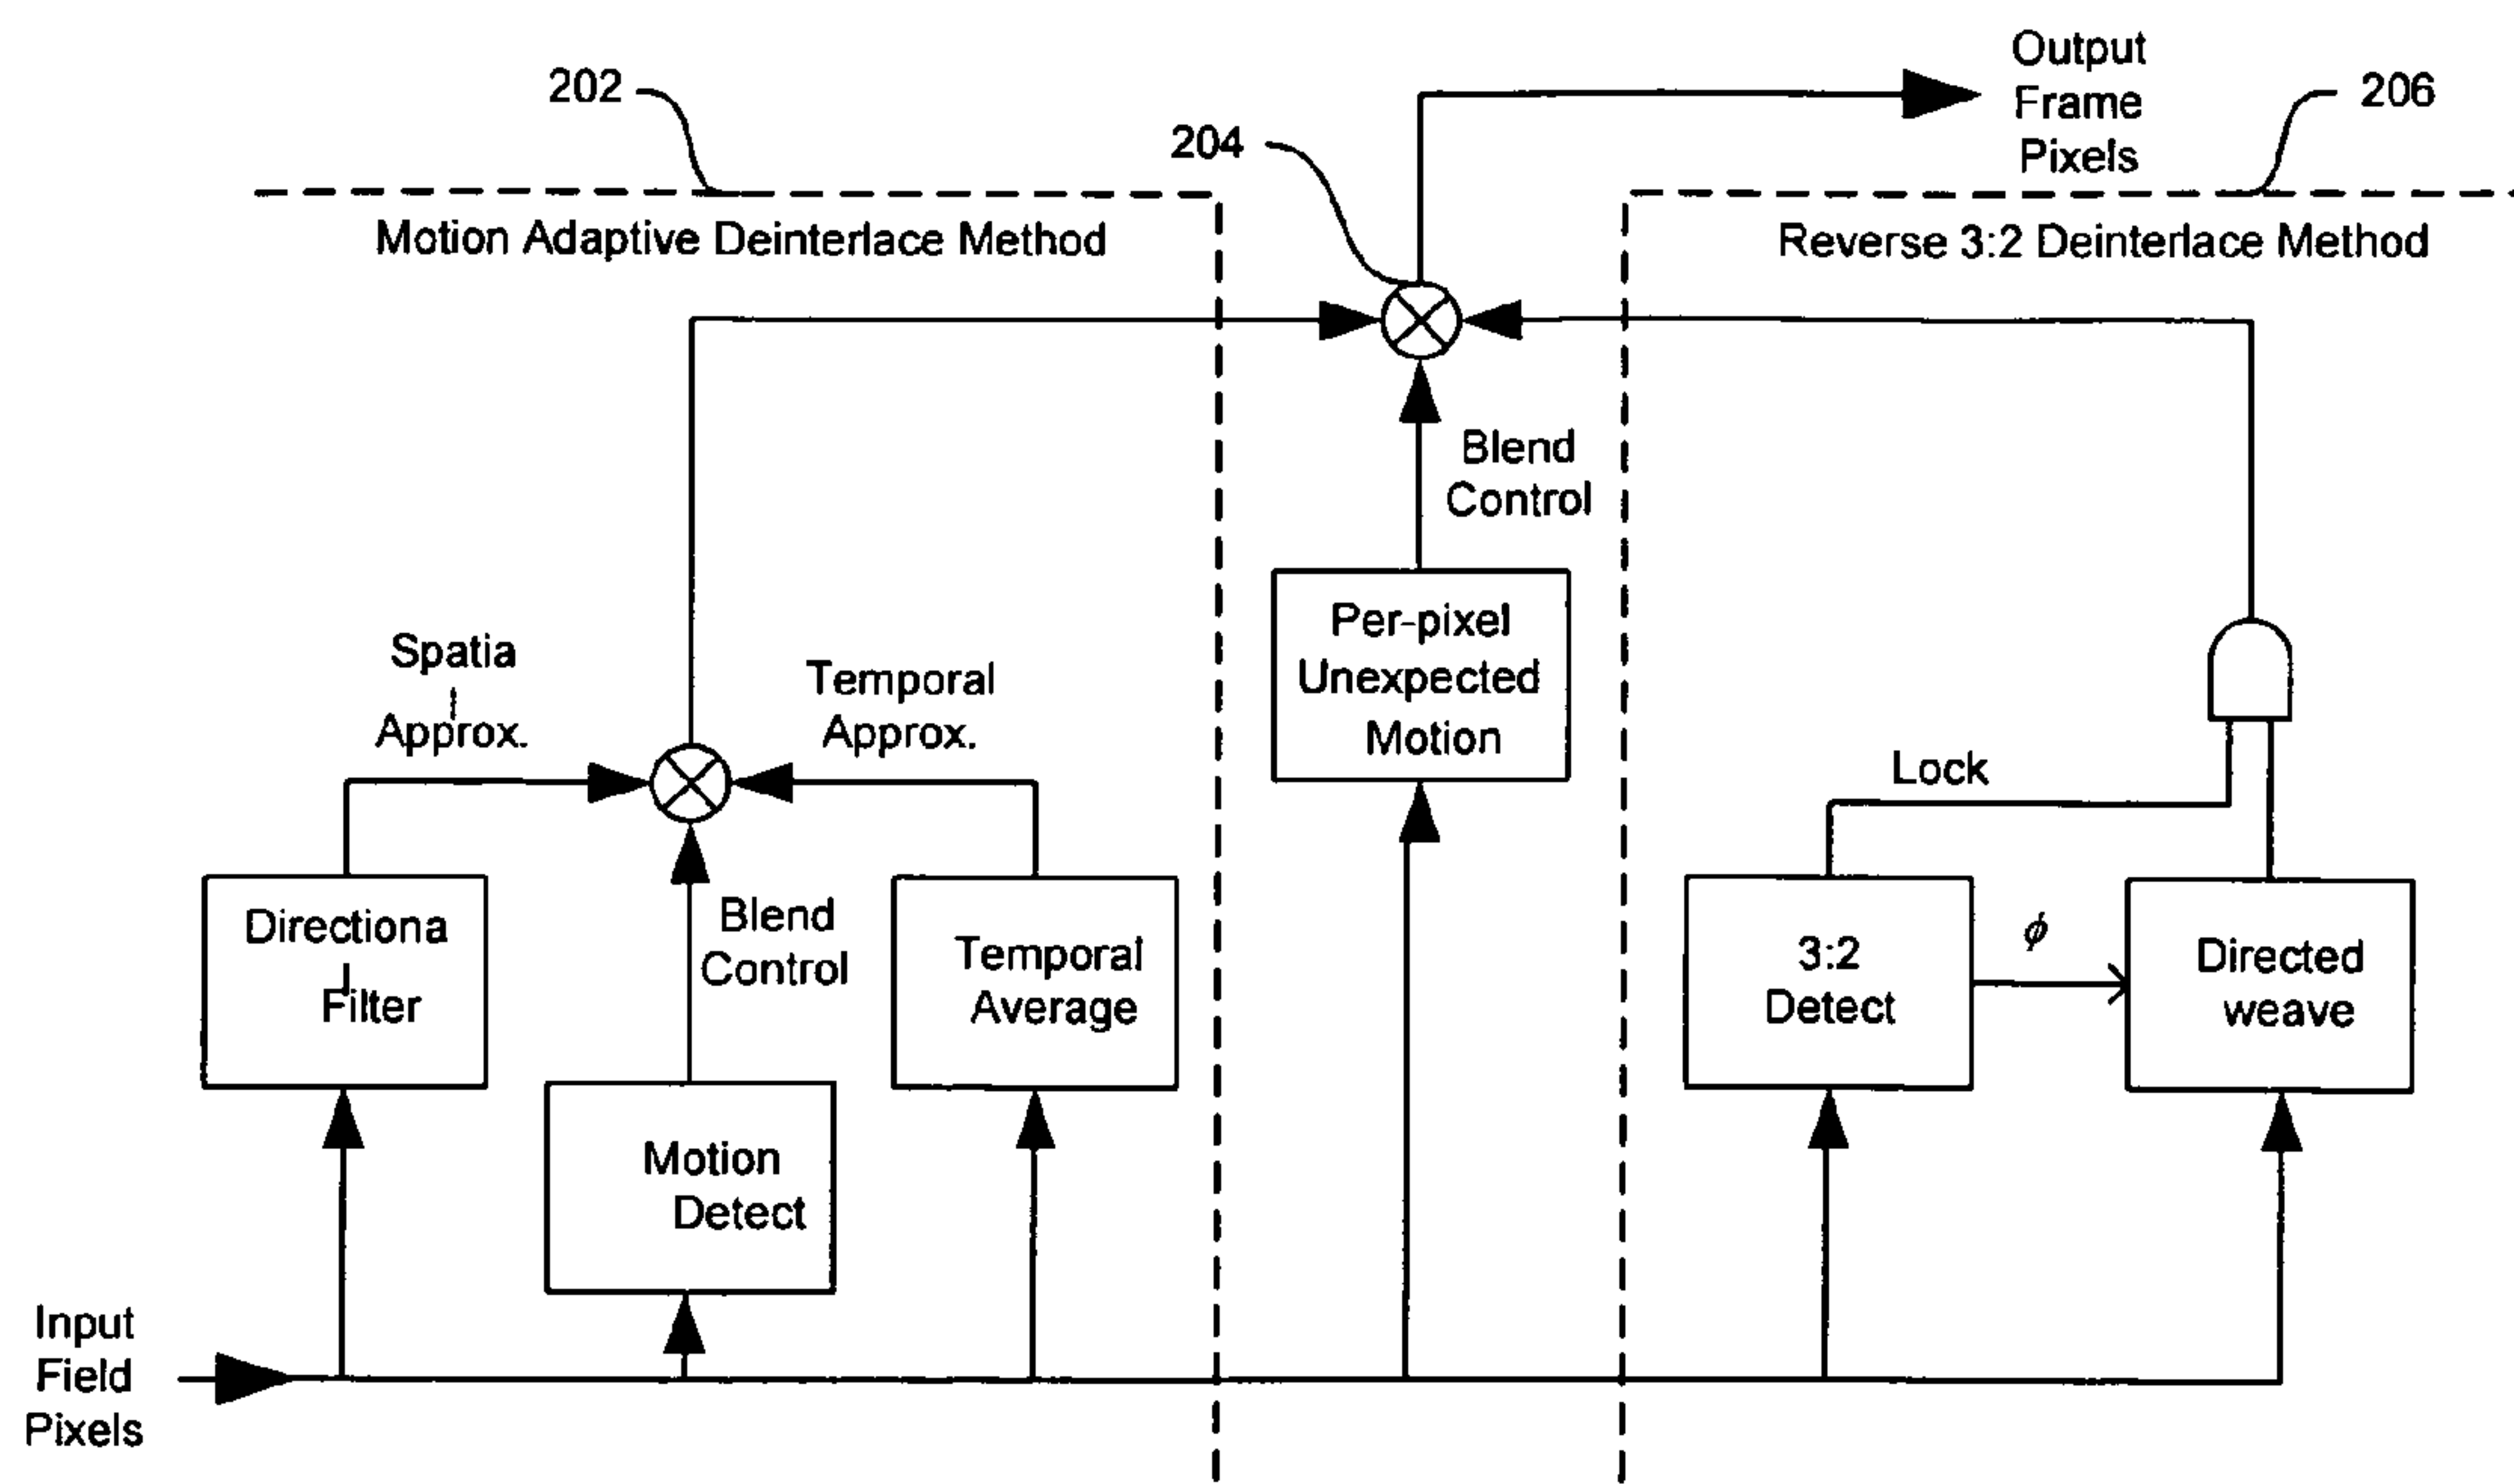 Output
Frame
Pixels
202
204
206
Motion Adaptive Deinterlace Method
Reverse 3:2 Deinterlace Method
Blend
Control
Per-pixel
Unexpected
Motion
Spatia
l
Approx.
Temporal
Approx.
Lock
Directiona
l
Filter
Blend
Control
Temporal
Average
3:2
Detect
ϕ
Directed
weave
Motion
Detect
Input
Field
Pixels